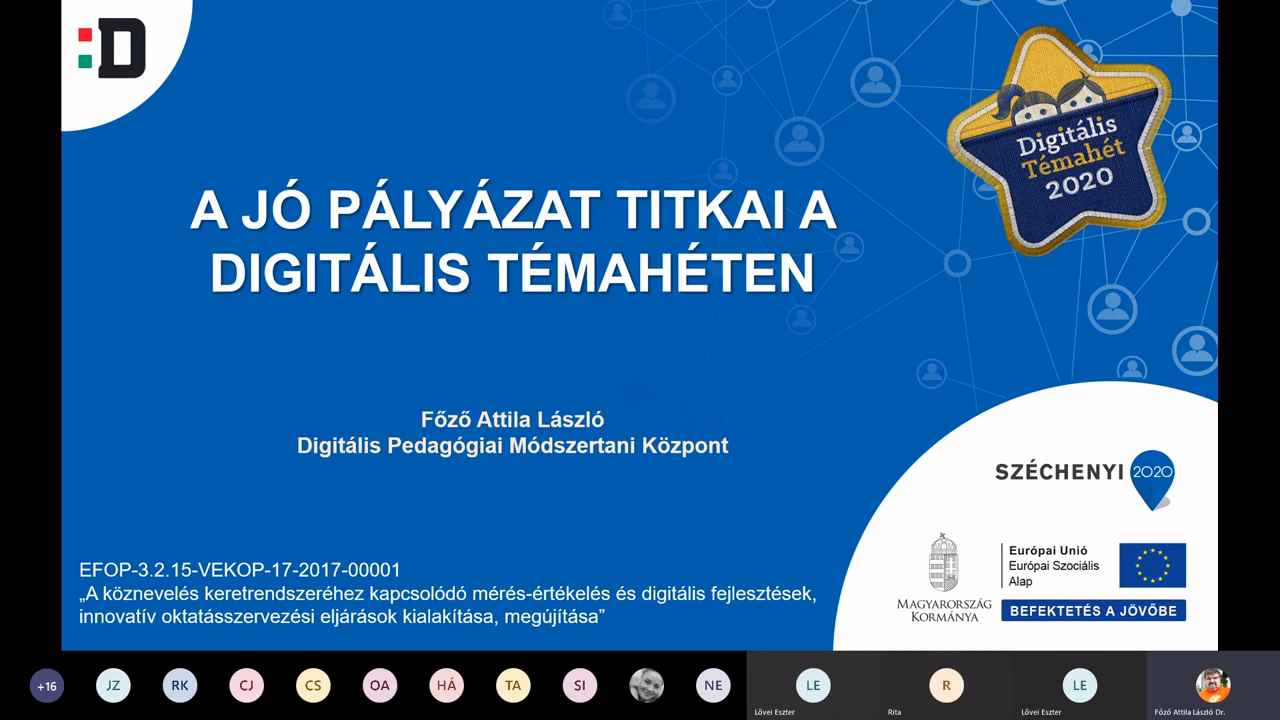 :D
Digitális
Témahét
2020
A JÓ PÁLYÁZAT TITKAI A
DIGITÁLIS TÉMAHÉTEN
Főző Attila László
Digitális Pedagógiai Módszertani Központ
SZÉCHENYI 2020
EFOP-3.2.15-VEKOP-17-2017-00001
„A köznevelés keretrendszeréhez kapcsolódó mérés-értékelés és digitális fejlesztések,
innovatív oktatásszervezési eljárások kialakítása, megújítása”
MAGYARORSZÁG
KORMÁNYA
Európai Unió
Európai Szociális
Alap
BEFEKTETÉS A JÖVŐBE
+16 JZ RK CJ CS OA HÁ TA SI NE LE R LE
Lővei Eszter Rita Lővei Eszter Főző Attila László Dr.